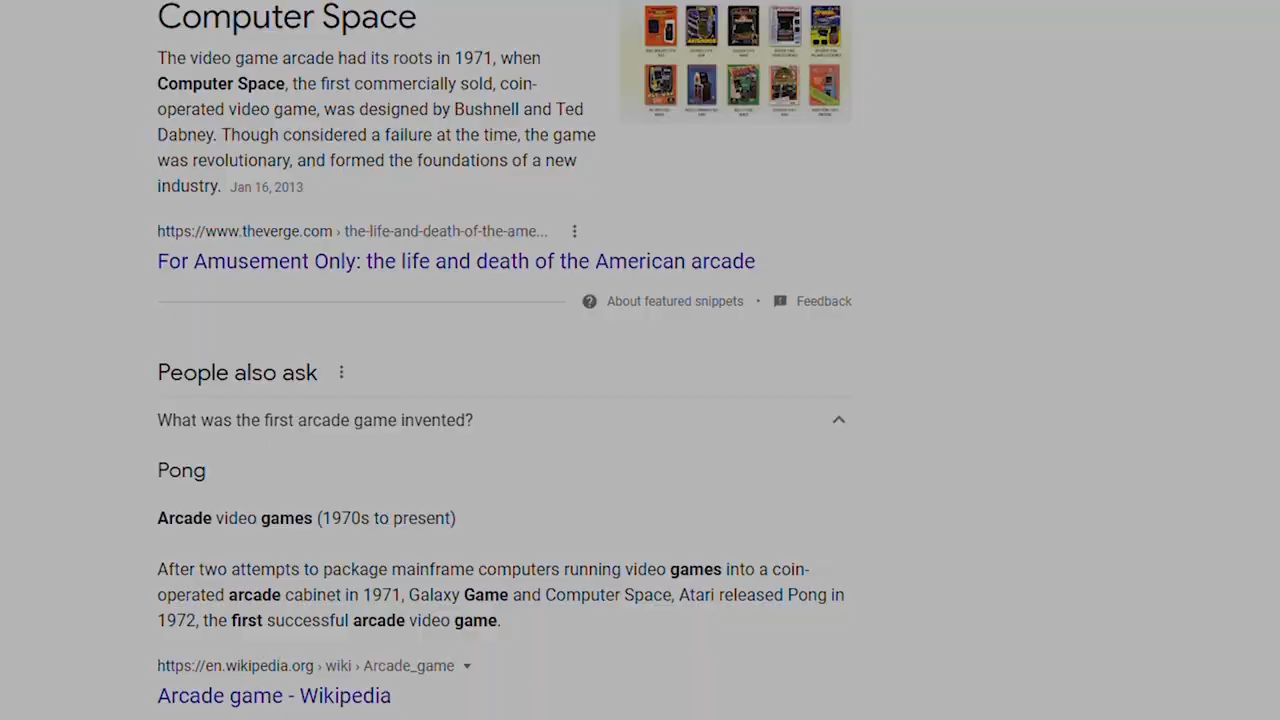 Computer Space
The video game arcade had its roots in 1971, when
Computer Space, the first commercially sold, coin-
operated video game, was designed by Bushnell and Ted
Dabney. Though considered a failure at the time, the game
was revolutionary, and formed the foundations of a new
industry. Jan 16, 2013
https://www.theverge.com › the-life-and-death-of-the-ame...
For Amusement Only: the life and death of the American arcade
About featured snippets • Feedback
People also ask
What was the first arcade game invented?
Pong
Arcade video games (1970s to present)
After two attempts to package mainframe computers running video games into a coin-
operated arcade cabinet in 1971, Galaxy Game and Computer Space, Atari released Pong in
1972, the first successful arcade video game.
https://en.wikipedia.org › wiki › Arcade_game
Arcade game - Wikipedia